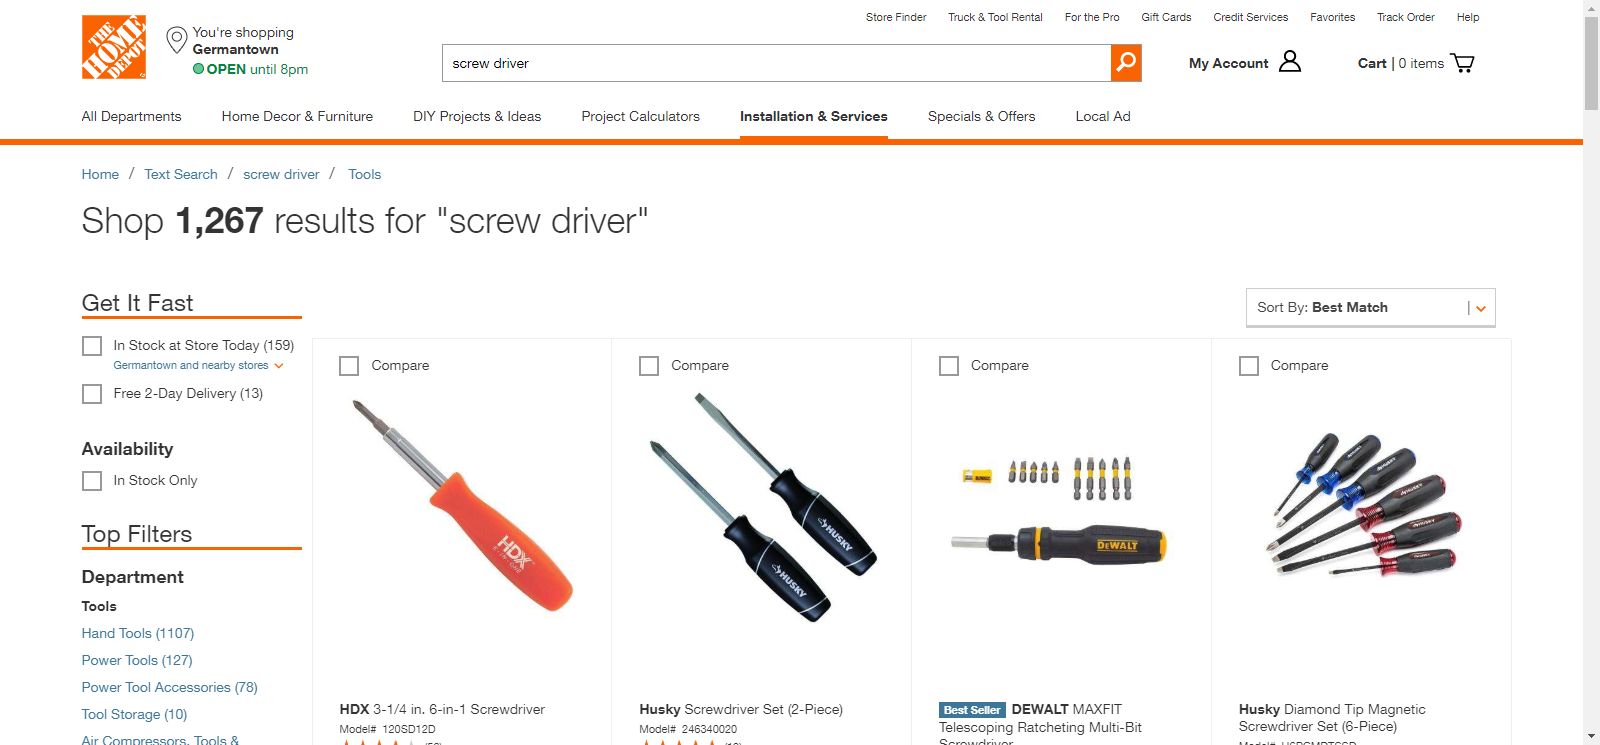 Store Finder Truck & Tool Rental For the Pro Gift Cards Credit Services Favorites Track Order Help
THE HOME DEPOT
You're shopping
Germantown
OPEN until 8pm
screw driver
My Account
Cart | 0 items
All Departments Home Decor & Furniture DIY Projects & Ideas Project Calculators Installation & Services Specials & Offers Local Ad
Home / Text Search / screw driver / Tools
Shop 1,267 results for "screw driver"
Get It Fast
In Stock at Store Today (159)
Germantown and nearby stores
Free 2-Day Delivery (13)
Availability
In Stock Only
Top Filters
Department
Tools
Hand Tools (1107)
Power Tools (127)
Power Tool Accessories (78)
Tool Storage (10)
Air Compressors, Tools &
Sort By: Best Match
Compare
HDX
HDX 3-1/4 in. 6-in-1 Screwdriver
Model# 120SD12D
Compare
HUSKY
HUSKY
Husky Screwdriver Set (2-Piece)
Model# 246340020
Compare
DEWALT
Best Seller DEWALT MAXFIT
Telescoping Ratcheting Multi-Bit
Screwdriver
Compare
Husky Diamond Tip Magnetic
Screwdriver Set (6-Piece)